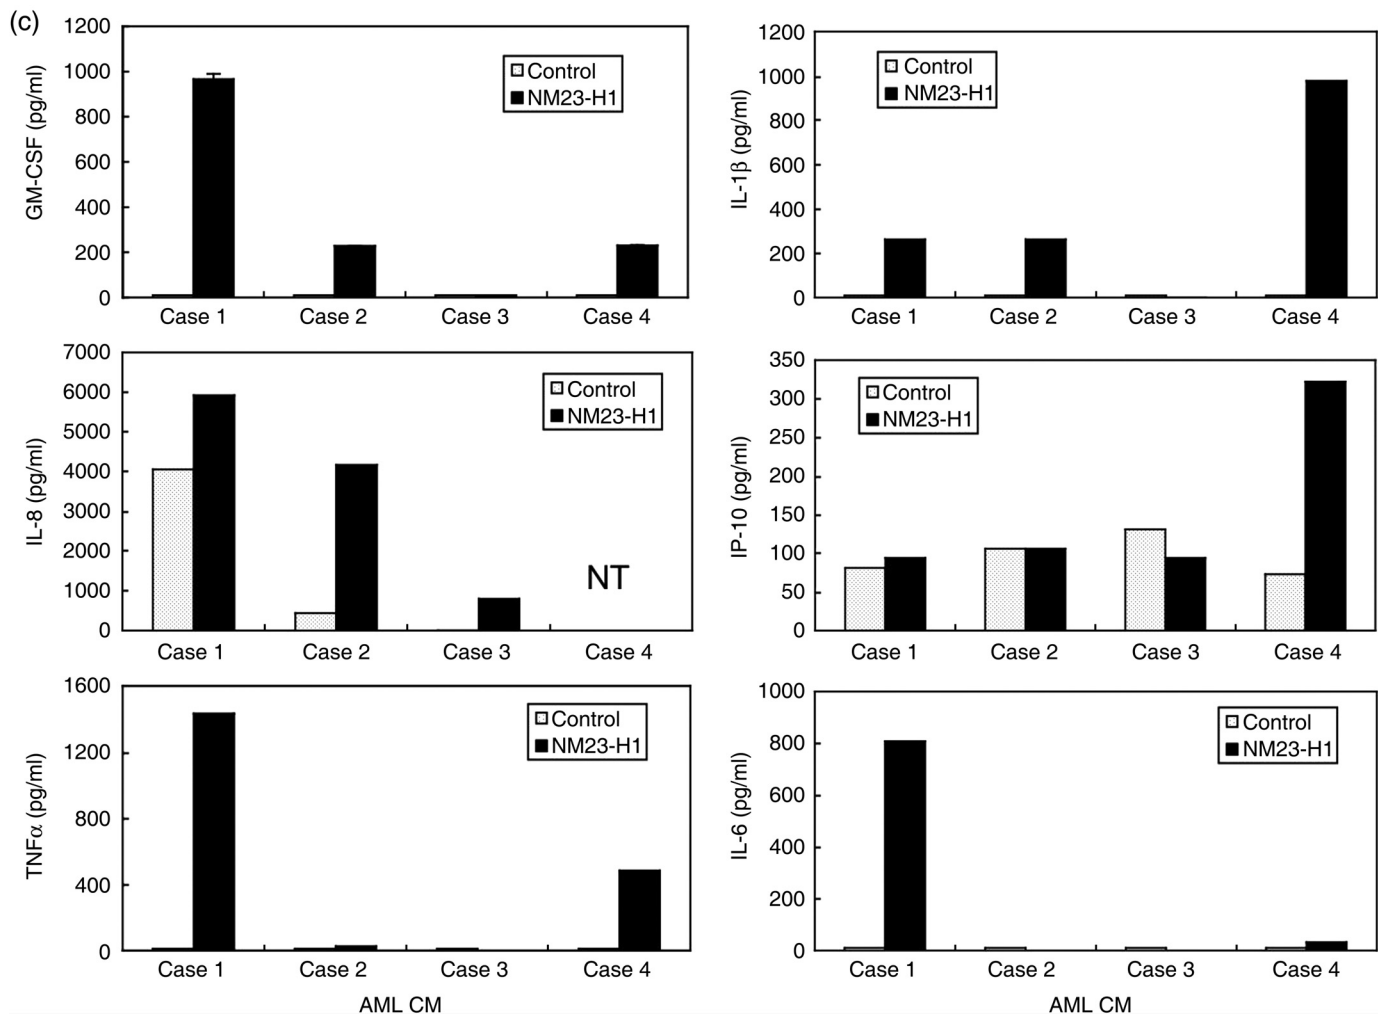 (c)
1200
1000
800
600
400
200
0
GM-CSF (pg/ml)
Control
NM23-H1
Case 1 Case 2 Case 3 Case 4
1200
1000
800
600
400
200
0
IL-1β (pg/ml)
Control
NM23-H1
Case 1 Case 2 Case 3 Case 4
7000
6000
5000
4000
3000
2000
1000
0
IL-8 (pg/ml)
Control
NM23-H1
NT
Case 1 Case 2 Case 3 Case 4
350
300
250
200
150
100
50
0
IP-10 (pg/ml)
Control
NM23-H1
Case 1 Case 2 Case 3 Case 4
1600
1200
800
400
0
TNFα (pg/ml)
Control
NM23-H1
Case 1 Case 2 Case 3 Case 4
AML CM
1000
800
600
400
200
0
IL-6 (pg/ml)
Control
NM23-H1
Case 1 Case 2 Case 3 Case 4
AML CM